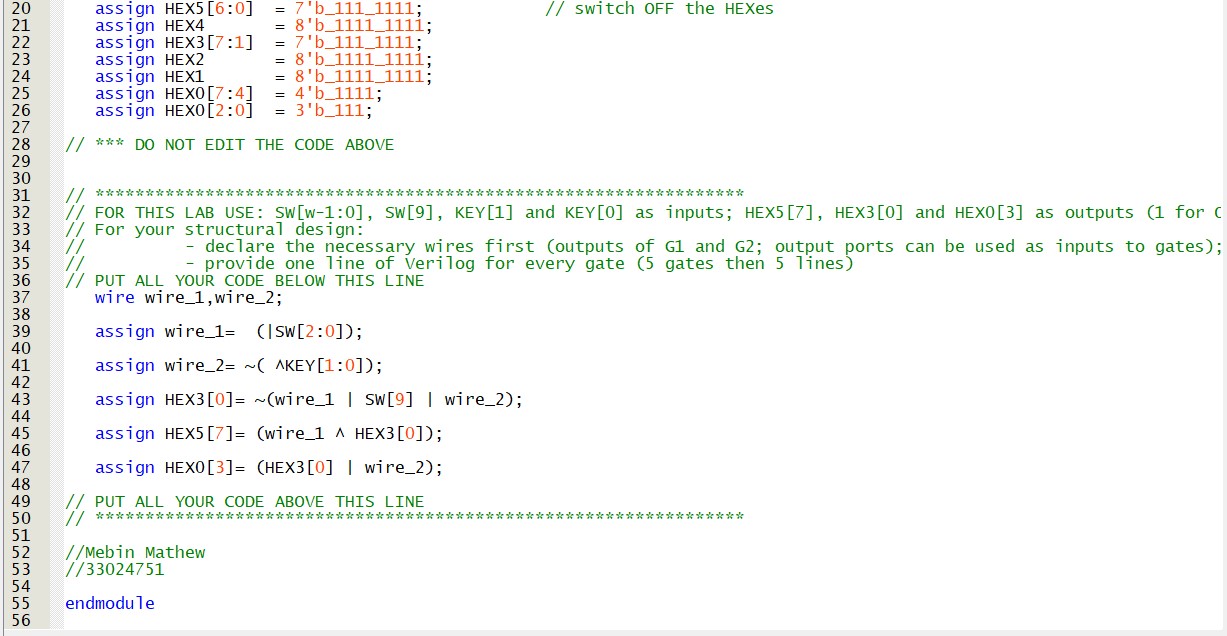 20 assign HEX5[6:0] = 7'b_111_1111; // switch OFF the HEXes
21 assign HEX4 = 8'b_1111_1111;
22 assign HEX3[7:1] = 7'b_111_1111;
23 assign HEX2 = 8'b_1111_1111;
24 assign HEX1 = 8'b_1111_1111;
25 assign HEX0[7:4] = 4'b_1111;
26 assign HEX0[2:0] = 3'b_111;
27
28 // *** DO NOT EDIT THE CODE ABOVE
29
30
31 // *****************************************************************
32 // FOR THIS LAB USE: SW[w-1:0], SW[9], KEY[1] and KEY[0] as inputs; HEX5[7], HEX3[0] and HEX0[3] as outputs (1 for
33 // For your structural design:
34 // - declare the necessary wires first (outputs of G1 and G2; output ports can be used as inputs to gates);
35 // - provide one line of Verilog for every gate (5 gates then 5 lines)
36 // PUT ALL YOUR CODE BELOW THIS LINE
37 wire wire_1,wire_2;
38
39 assign wire_1= (|SW[2:0]);
40
41 assign wire_2= ~( ^KEY[1:0]);
42
43 assign HEX3[0]= ~(wire_1 | SW[9] | wire_2);
44
45 assign HEX5[7]= (wire_1 ^ HEX3[0]);
46
47 assign HEX0[3]= (HEX3[0] | wire_2);
48
49 // PUT ALL YOUR CODE ABOVE THIS LINE
50 // *****************************************************************
51
52 //Mebin Mathew
53 //33024751
54
55 endmodule
56